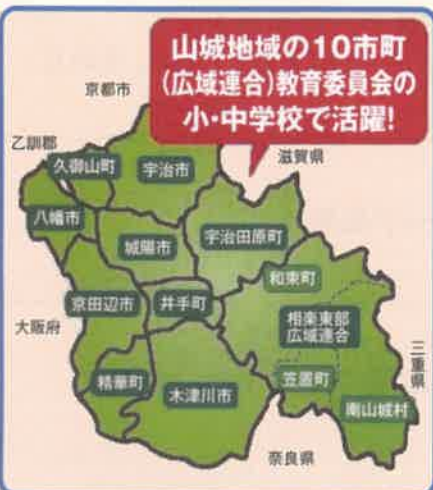 山城地域の10市町
(広域連合)教育委員会の
小・中学校で活躍!
京都市
乙訓郡
滋賀県
久御山町
宇治市
八幡市
城陽市
宇治田原町
和束町
京田辺市
井手町
大阪府
相楽東部
広域連合
三重県
精華町
木津川市
笠置町
南山城村
奈良県